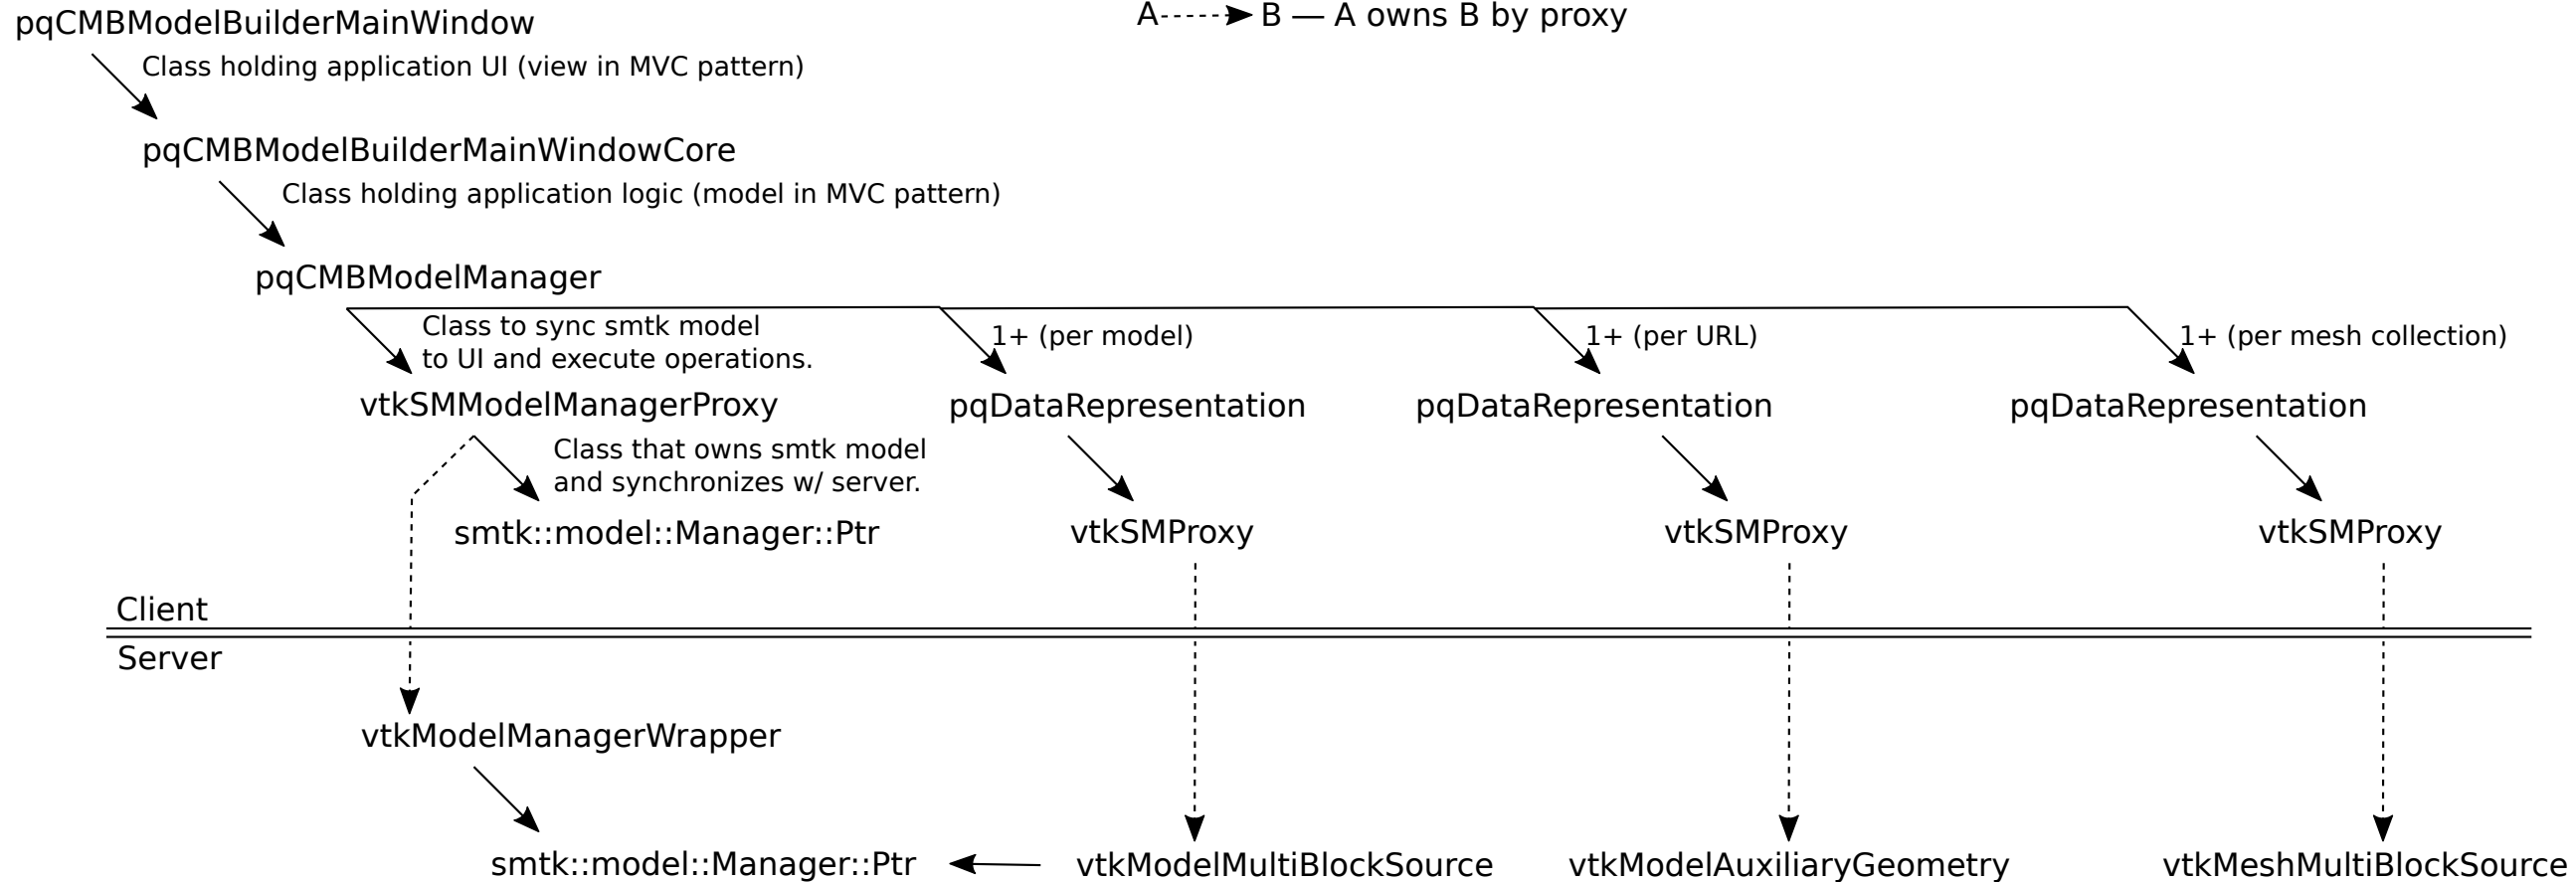 pqCMBModelBuilderMainWindow
A B — A owns B by proxy
Class holding application UI (view in MVC pattern)
pqCMBModelBuilderMainWindowCore
Class holding application logic (model in MVC pattern)
pqCMBModelManager
Class to sync smtk model
to UI and execute operations.
1+ (per model)
1+ (per URL)
1+ (per mesh collection)
vtkSMModelManagerProxy
pqDataRepresentation
pqDataRepresentation
pqDataRepresentation
Class that owns smtk model
and synchronizes w/ server.
smtk::model::Manager::Ptr
vtkSMProxy
vtkSMProxy
vtkSMProxy
Client
Server
vtkModelManagerWrapper
smtk::model::Manager::Ptr
vtkModelMultiBlockSource
vtkModelAuxiliaryGeometry
vtkMeshMultiBlockSource